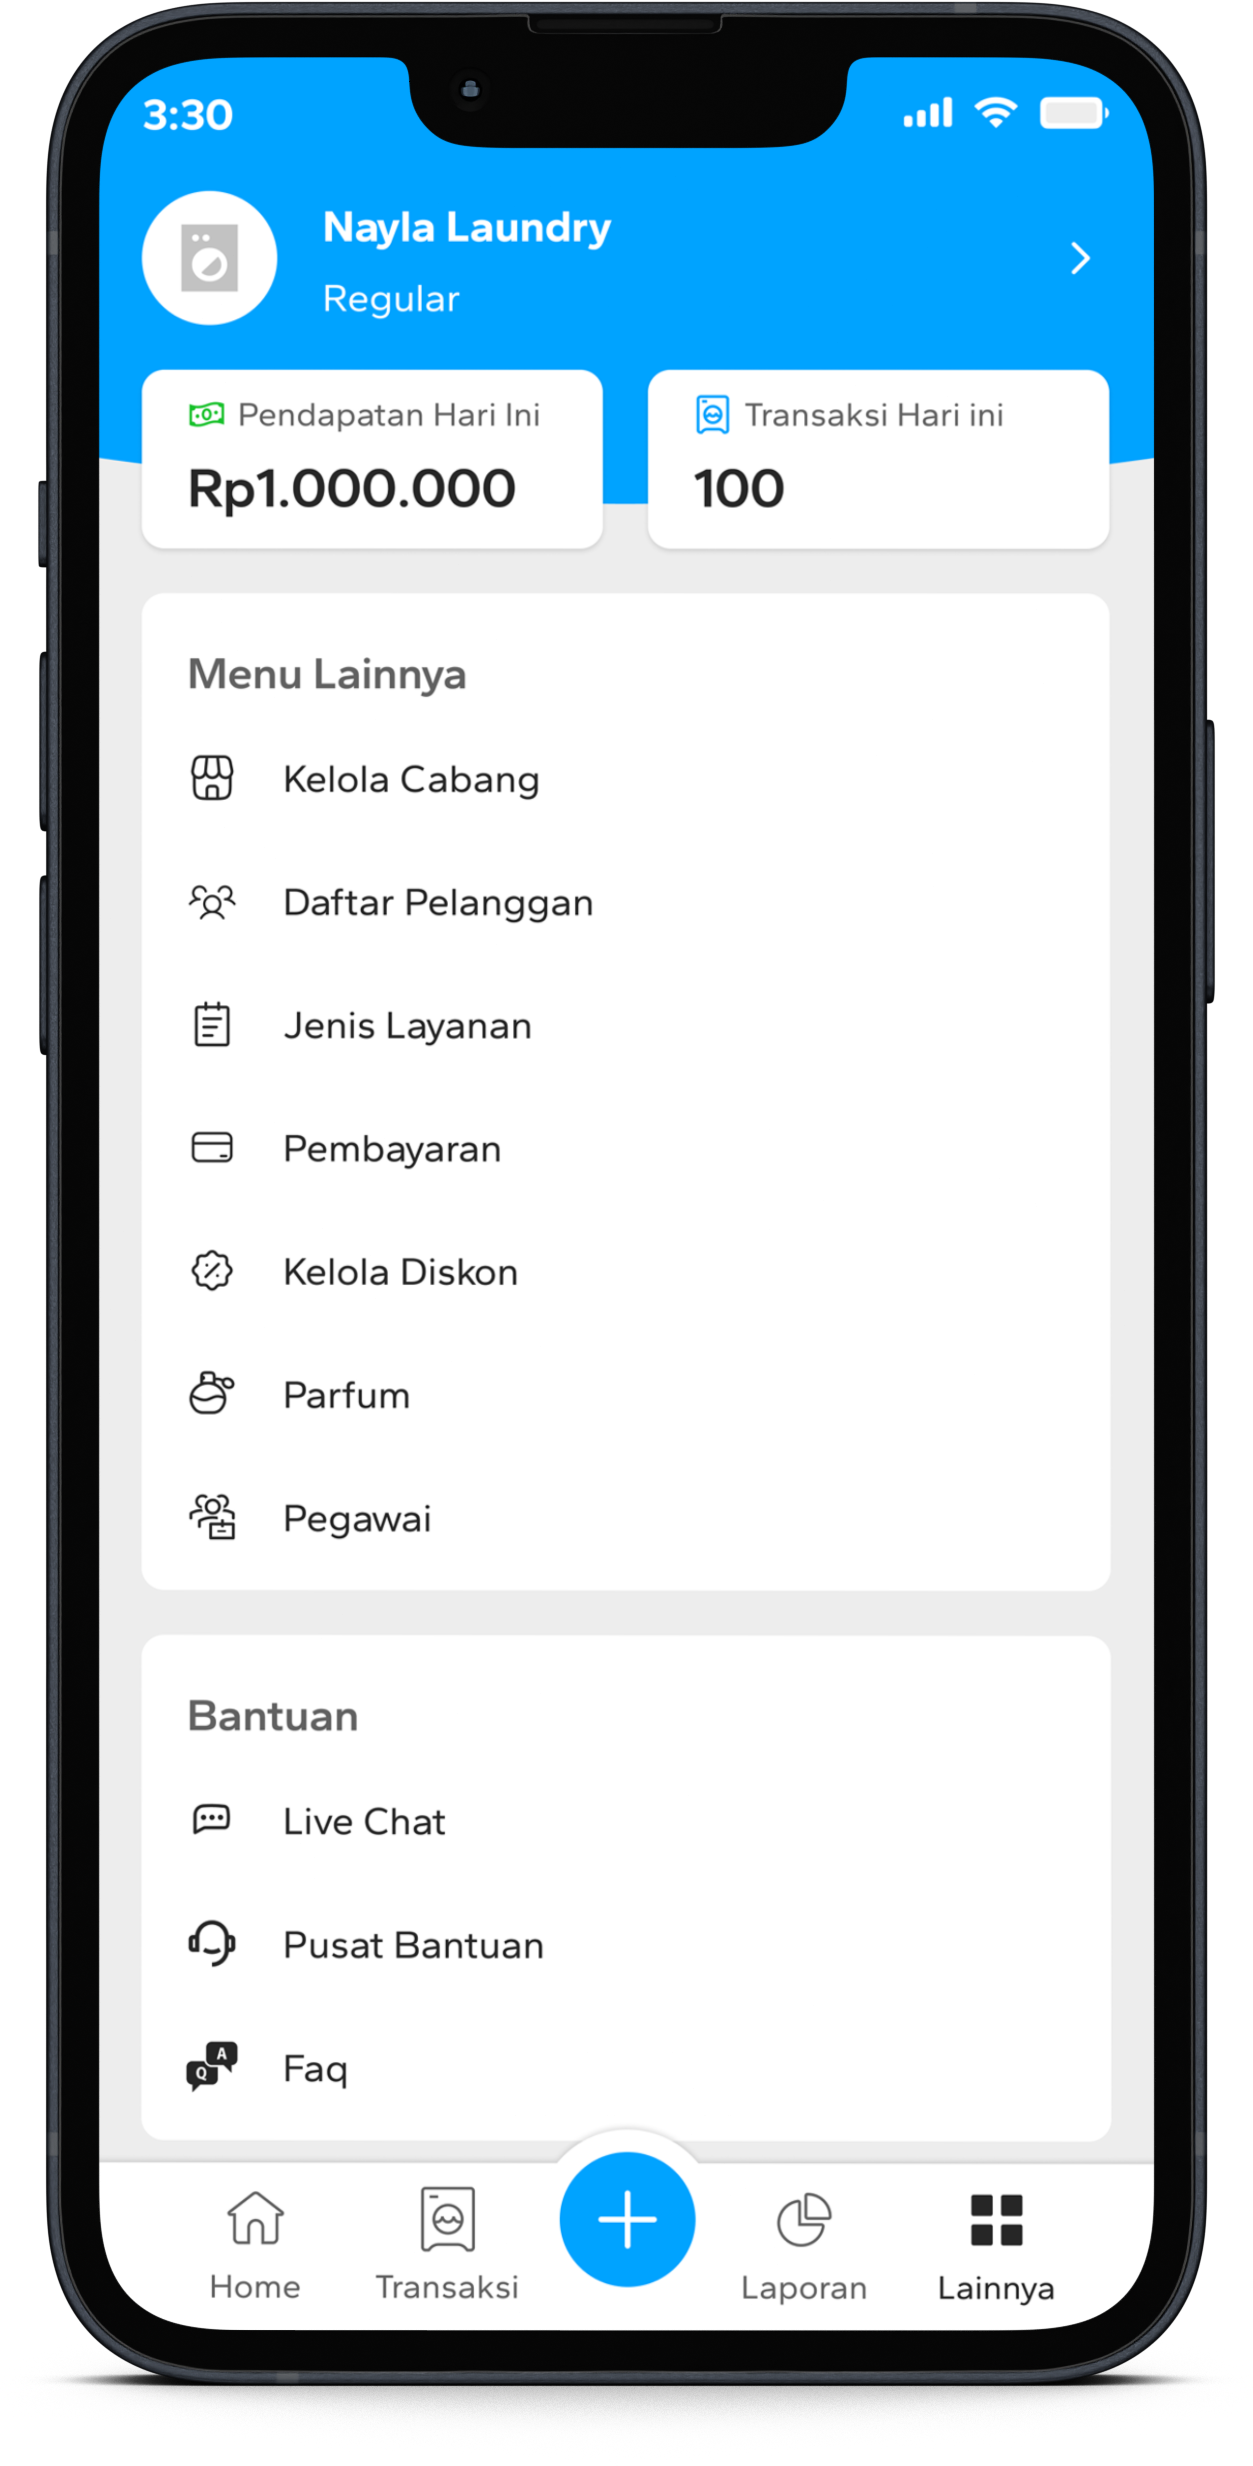 3:30
Nayla Laundry
Regular
Pendapatan Hari Ini
Rp1.000.000
Transaksi Hari ini
100
Menu Lainnya
Kelola Cabang
Daftar Pelanggan
Jenis Layanan
Pembayaran
Kelola Diskon
Parfum
Pegawai
Bantuan
Live Chat
Pusat Bantuan
A
Q
Faq
Home
Transaksi
Laporan
Lainnya